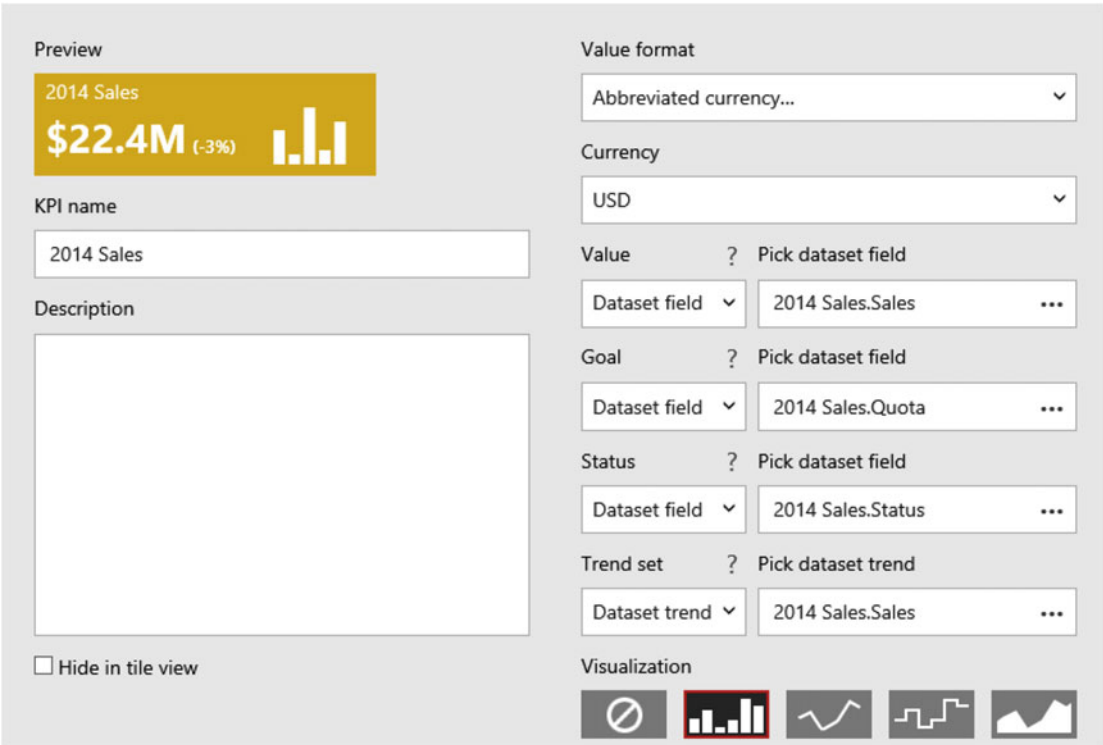 Preview
2014 Sales
$22.4M (-3%)
KPI name
2014 Sales
Description
Hide in tile view
Value format
Abbreviated currency...
Currency
USD
Value ? Pick dataset field
Dataset field 2014 Sales.Sales ...
Goal ? Pick dataset field
Dataset field 2014 Sales.Quota ...
Status ? Pick dataset field
Dataset field 2014 Sales.Status ...
Trend set ? Pick dataset trend
Dataset trend 2014 Sales.Sales ...
Visualization